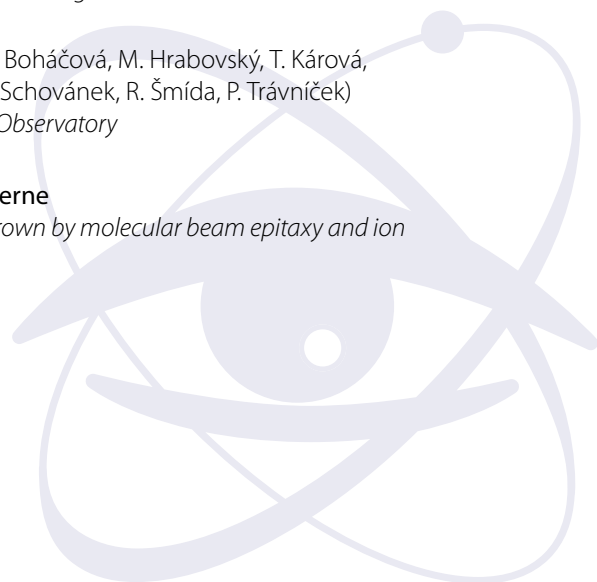 Boháčová, M. Hrabovský, T. Kárová,
Schovánek, R. Šmída, P. Trávníček)
Observatory
erne
rown by molecular beam epitaxy and ion